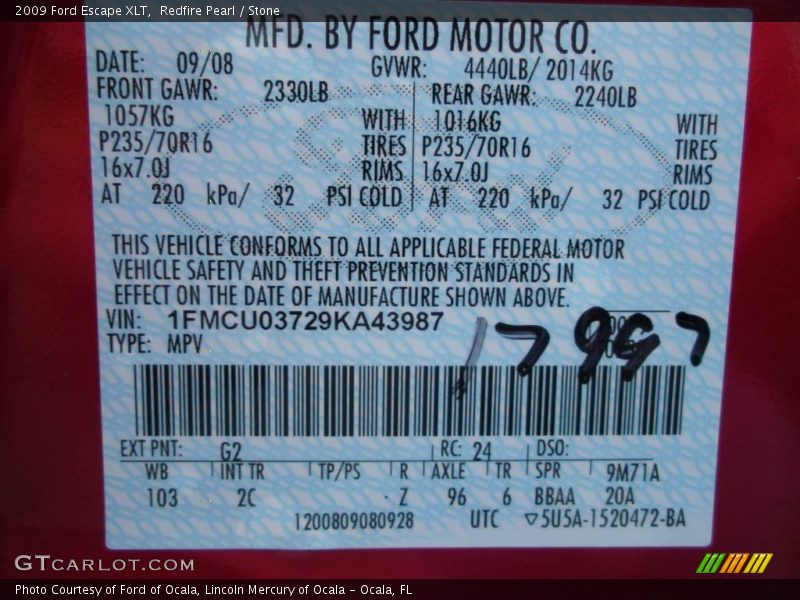 2009 Ford Escape XLT, Redfire Pearl / Stone
MFD. BY FORD MOTOR CO.
DATE: 09/08 GVWR: 4440LB/ 2014KG
FRONT GAWR: 2330LB REAR GAWR: 2240LB
1057KG WITH 1016KG WITH
P235/70R16 TIRES P235/70R16 TIRES
16x7.0J RIMS 16x7.0J RIMS
AT 220 kPa/ 32 PSI COLD AT 220 kPa/ 32 PSI COLD
Ford
THIS VEHICLE CONFORMS TO ALL APPLICABLE FEDERAL MOTOR
VEHICLE SAFETY AND THEFT PREVENTION STANDARDS IN
EFFECT ON THE DATE OF MANUFACTURE SHOWN ABOVE.
VIN: 1FMCU03729KA43987
TYPE: MPV
EXT PNT: G2 RC: 24 DSO:
WB INT TR TP/PS R AXLE TR SPR 9M71A
103 2C Z 96 6 BBAA 20A
1200809080928 UTC ▽5U5A-1520472-BA
GTCARLOT.COM
Photo Courtesy of Ford of Ocala, Lincoln Mercury of Ocala - Ocala, FL